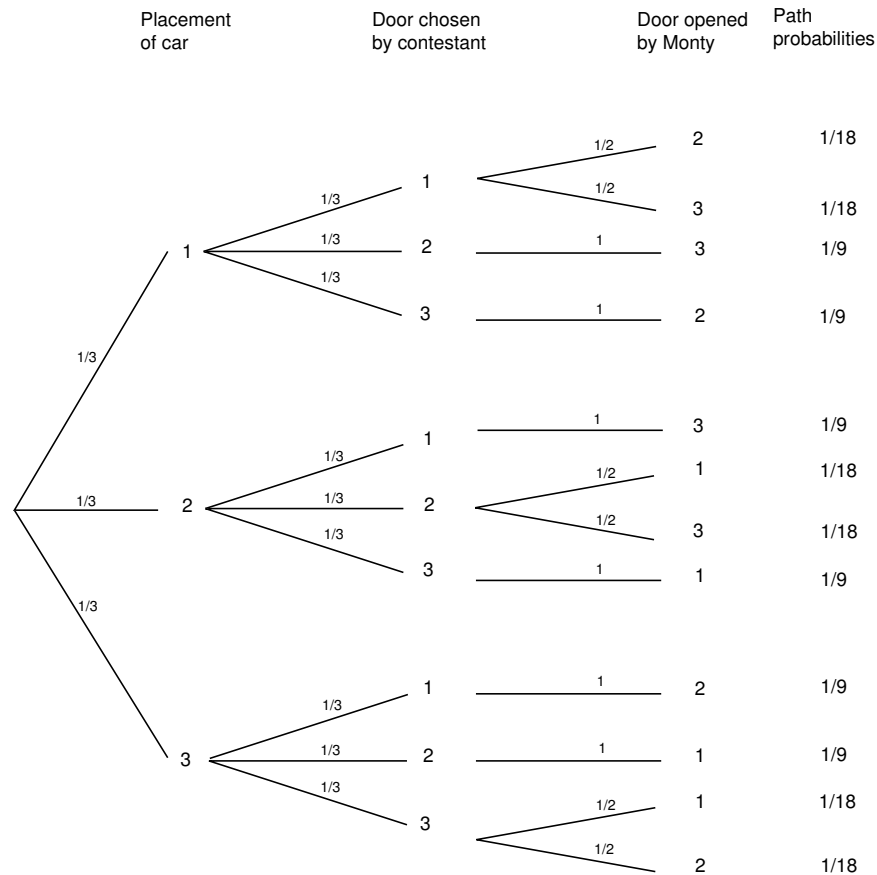 Placement
of car
Door chosen
by contestant
Door opened
by Monty
Path
probabilities
1/2 2 1/18
1 1/2
1/3 3 1/18
1 1/3 2 1 3 1/9
1/3
3 1 2 1/9
1/3
1 1 3 1/9
1/3 1/2 1 1/18
1/3 2 1/3 2
1/3 1/2 3 1/18
3 1 1 1/9
1/3
1 1 2 1/9
1/3
3 1/3 2 1 1 1/9
1/3 1/2 1 1/18
3
1/2 2 1/18